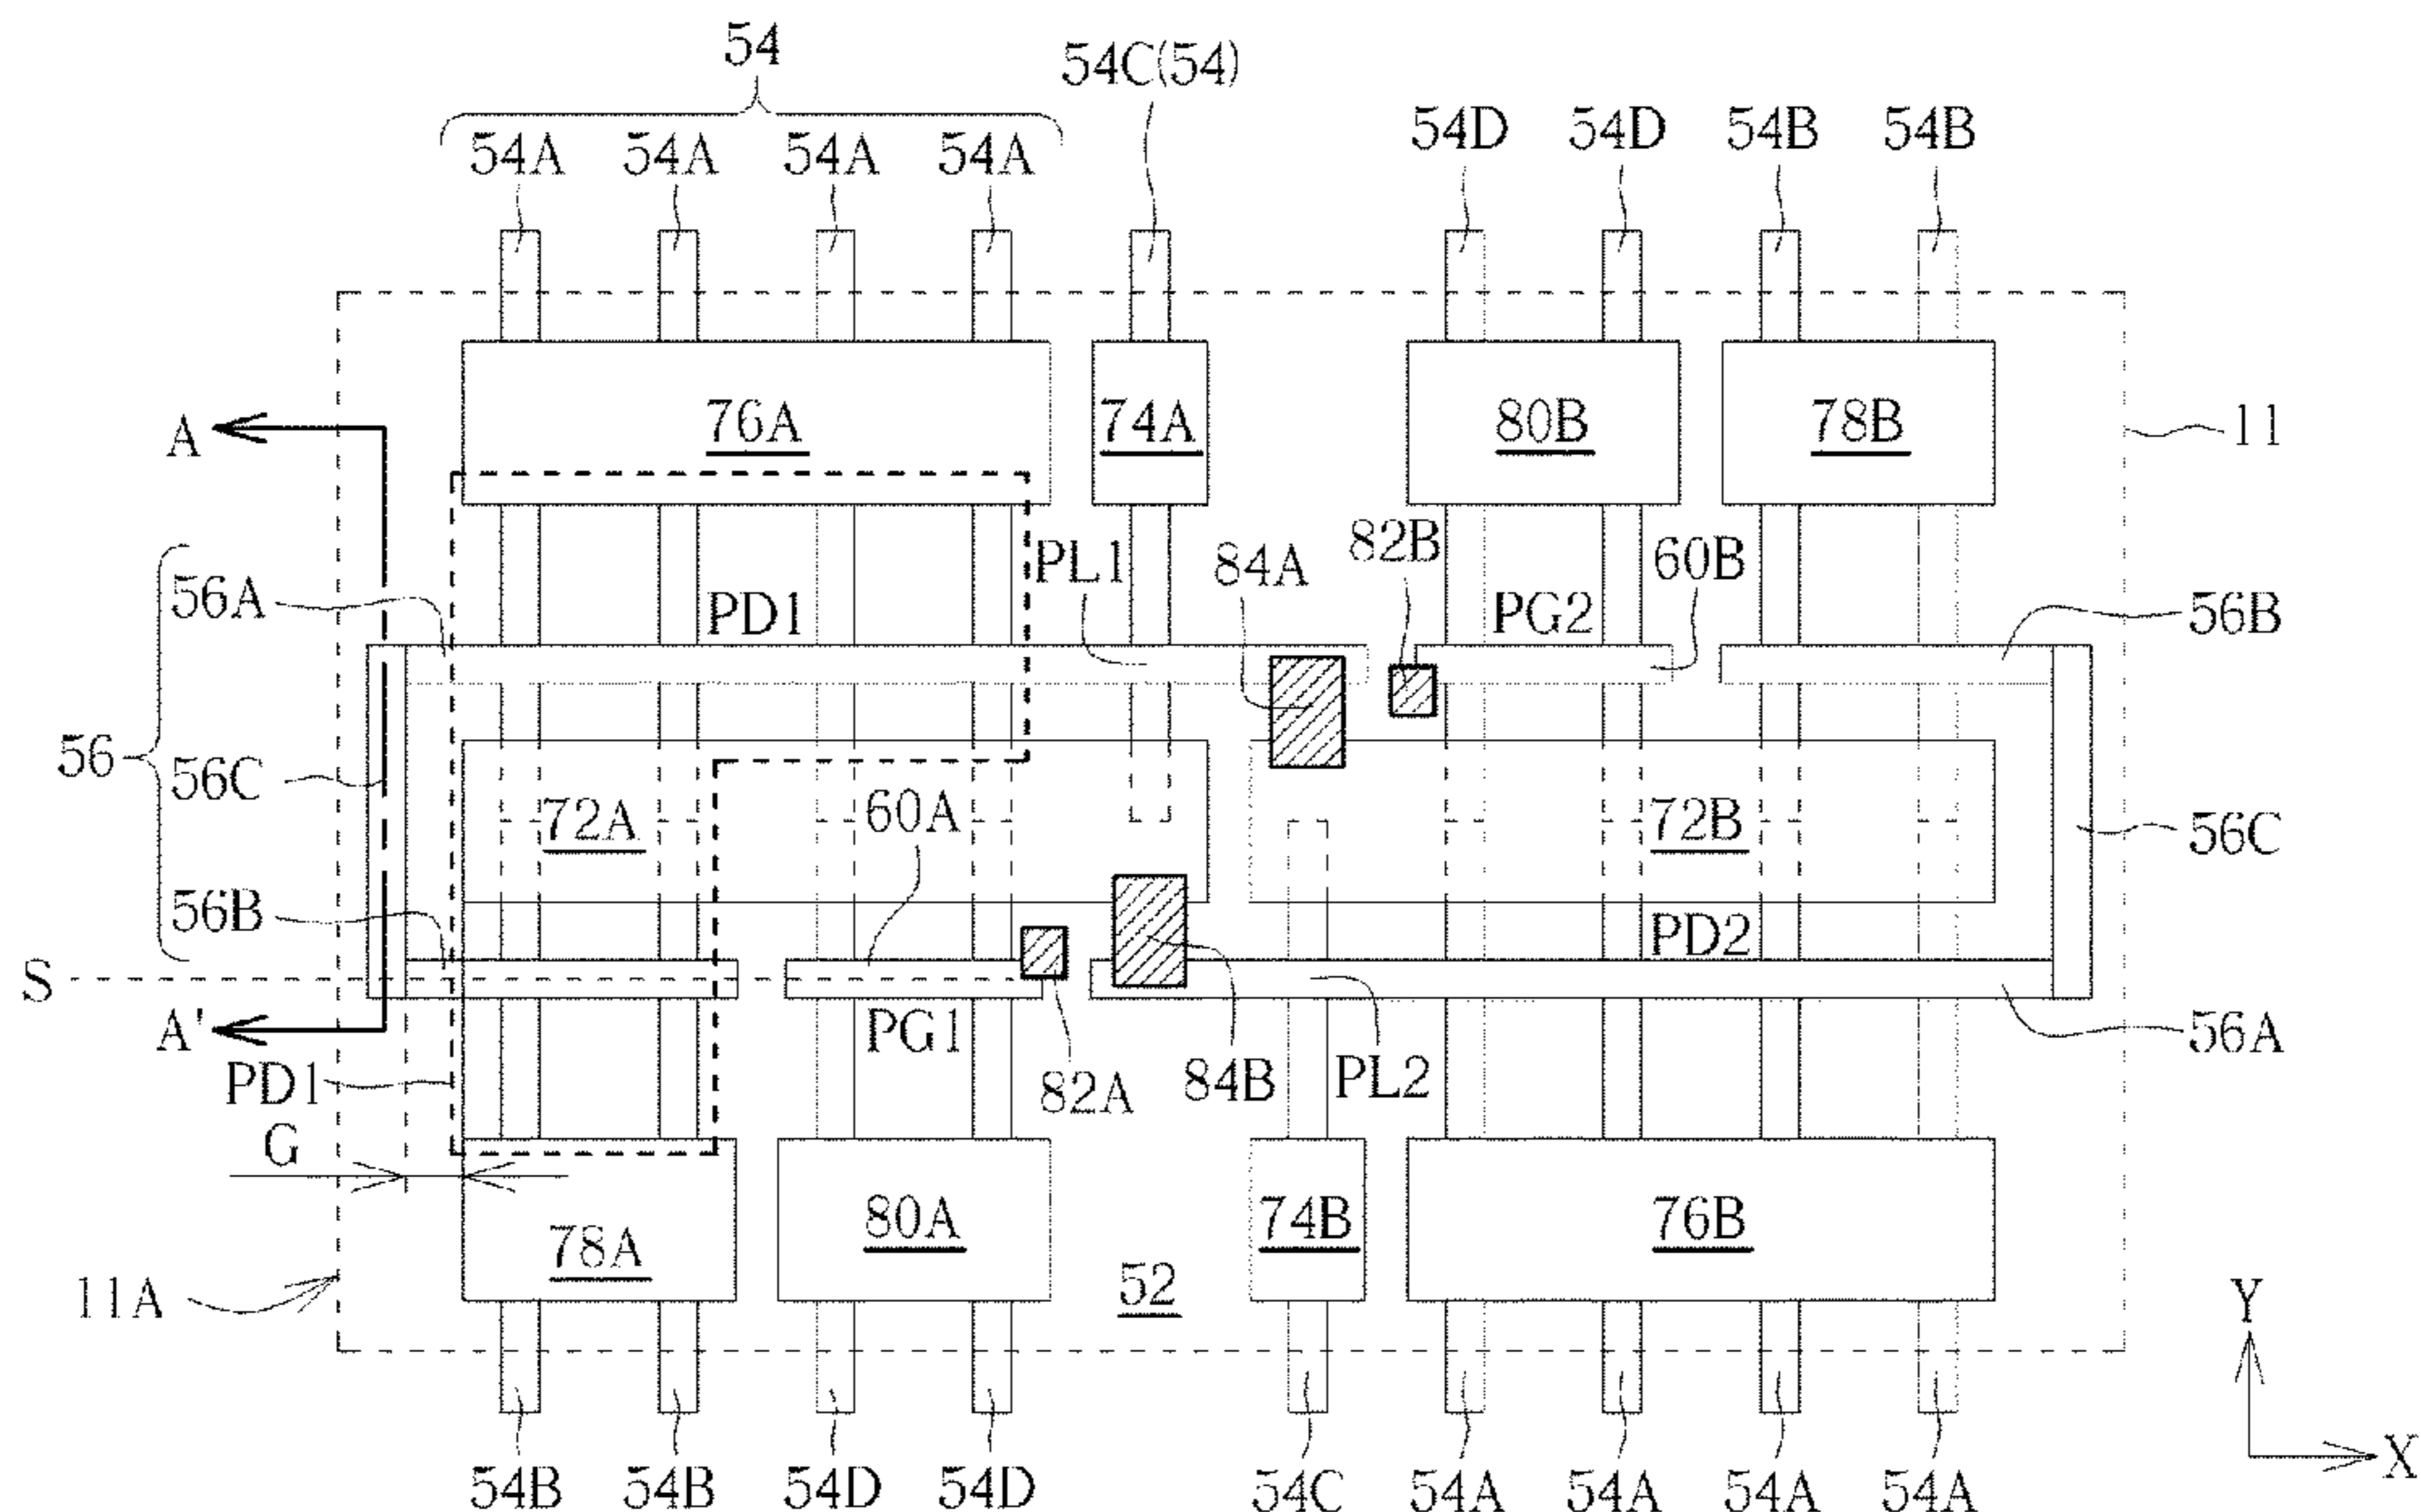 54
54C(54)
54A 54A 54A 54A
54D 54D 54B 54B
A
76A
74A
80B
78B
11
56A
PD1
PL1
84A
82B
PG2
60B
56B
56
56C
72A
60A
72B
56C
56B
PD2
S
A'
PG1
82A
84B
PL2
56A
PD1
G
78A
80A
74B
76B
11A
52
Y
X
54B 54B 54D 54D 54C 54A 54A 54A 54A